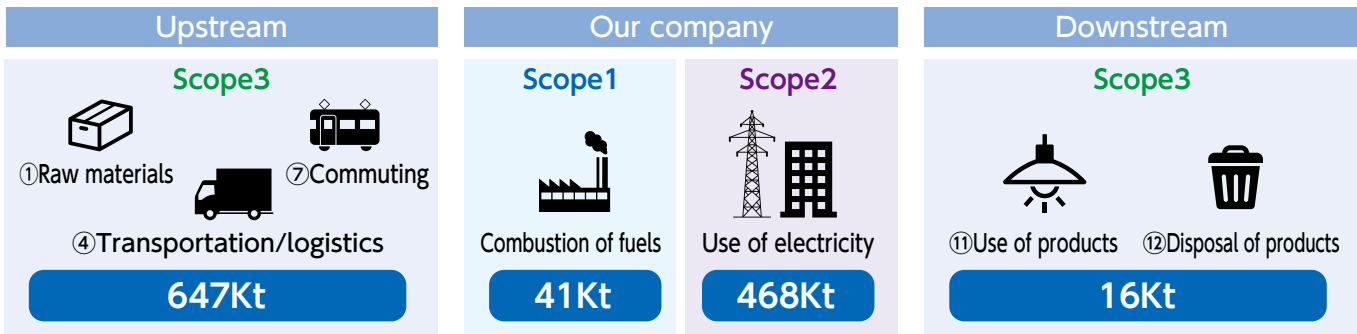 Upstream
Scope3
①Raw materials
⑦Commuting
④Transportation/logistics
647Kt
Our company
Scope1
Combustion of fuels
41Kt
Scope2
Use of electricity
468Kt
Downstream
Scope3
⑪Use of products
⑫Disposal of products
16Kt